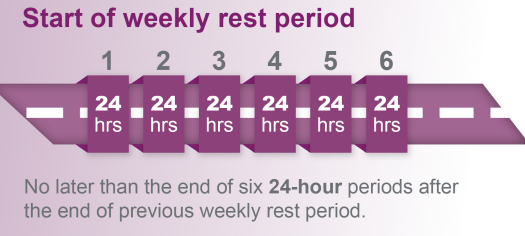 Start of weekly rest period
1 2 3 4 5 6
24 24 24 24 24 24
hrs hrs hrs hrs hrs hrs
No later than the end of six 24-hour periods after
the end of previous weekly rest period.